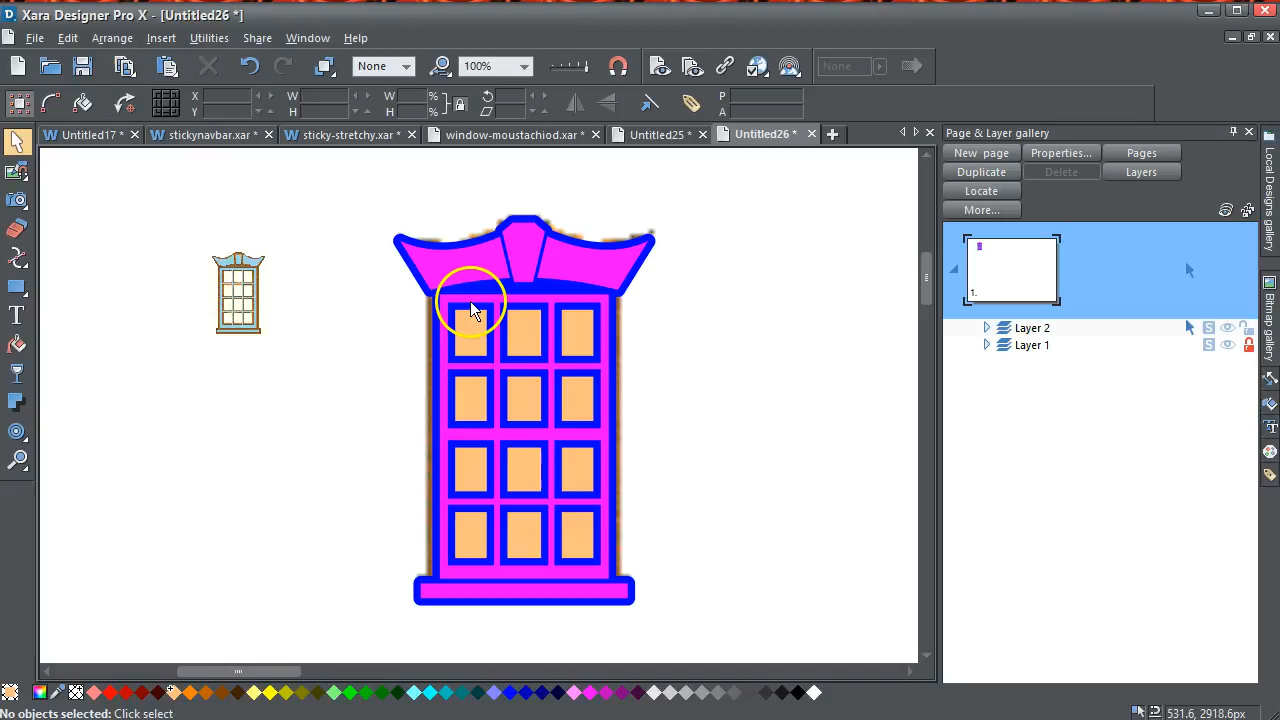 Xara Designer Pro X - [Untitled26 *]
File Edit Arrange Insert Utilities Share Window Help
None 100% None
X W W % P
Y H H % A
Untitled17 * stickynavbar.xar * sticky-stretchy.xar * window-moustachiod.xar * Untitled25 * Untitled26 *
Page & Layer gallery
New page Properties... Pages
Duplicate Delete Layers
Locate
More...
1.
Layer 2 S
Layer 1 S
Local Designs gallery
Bitmap gallery
No objects selected: Click select
531.6, 2918.6px